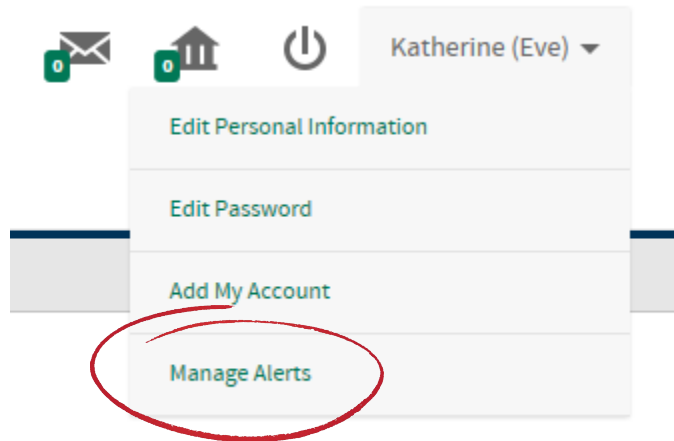 0
0
Katherine (Eve)
Edit Personal Information
Edit Password
Add My Account
Manage Alerts